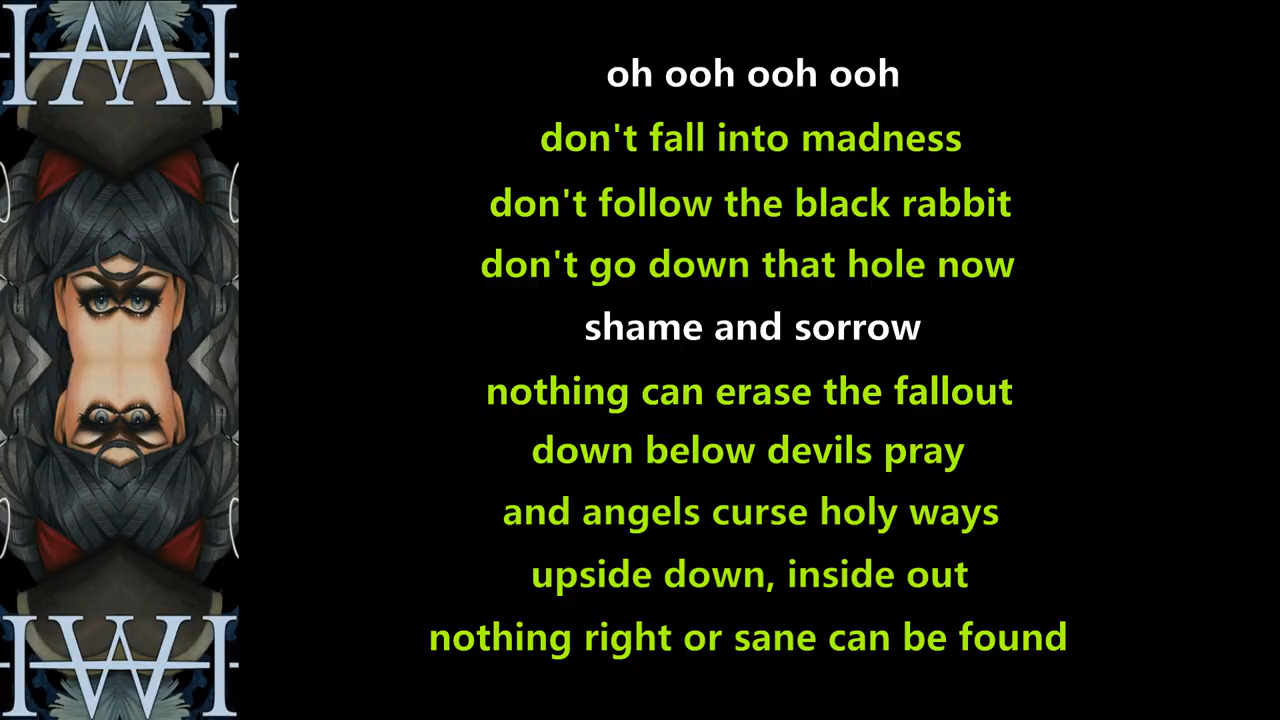 oh ooh ooh ooh
don't fall into madness
don't follow the black rabbit
don't go down that hole now
shame and sorrow
nothing can erase the fallout
down below devils pray
and angels curse holy ways
upside down, inside out
nothing right or sane can be found